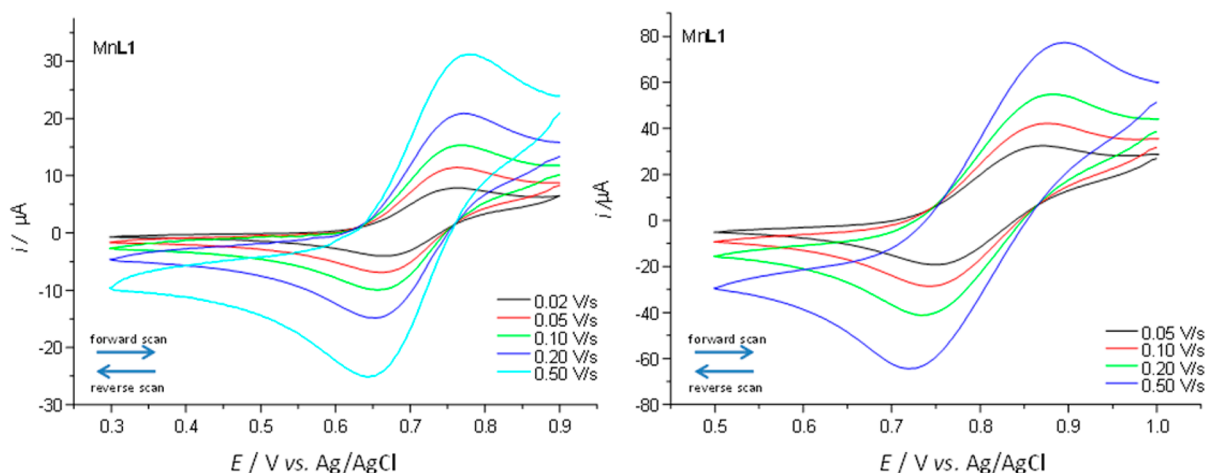 MnL1
30
20
10
0
-10
-20
-30
i / µA
0.02 V/s
0.05 V/s
0.10 V/s
0.20 V/s
0.50 V/s
forward scan
reverse scan
0.3 0.4 0.5 0.6 0.7 0.8 0.9
E / V vs. Ag/AgCl
MnL1
80
60
40
20
0
-20
-40
-60
-80
i /µA
0.05 V/s
0.10 V/s
0.20 V/s
0.50 V/s
forward scan
reverse scan
0.5 0.6 0.7 0.8 0.9 1.0
E / V vs. Ag/AgCl